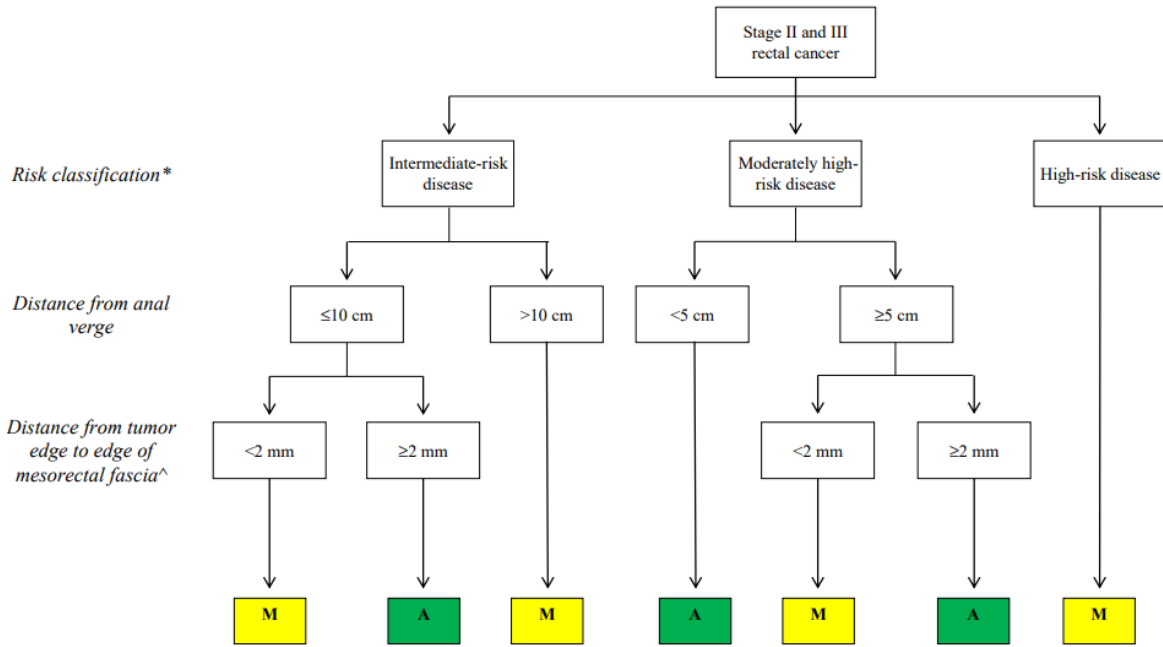 Stage II and III
rectal cancer
Risk classification*
Intermediate-risk
disease
Moderately high-
risk disease
High-risk disease
Distance from anal
verge
≤10 cm
>10 cm
<5 cm
≥5 cm
Distance from tumor
edge to edge of
mesorectal fascia^
<2 mm
≥2 mm
<2 mm
≥2 mm
M
A
M
A
M
A
M